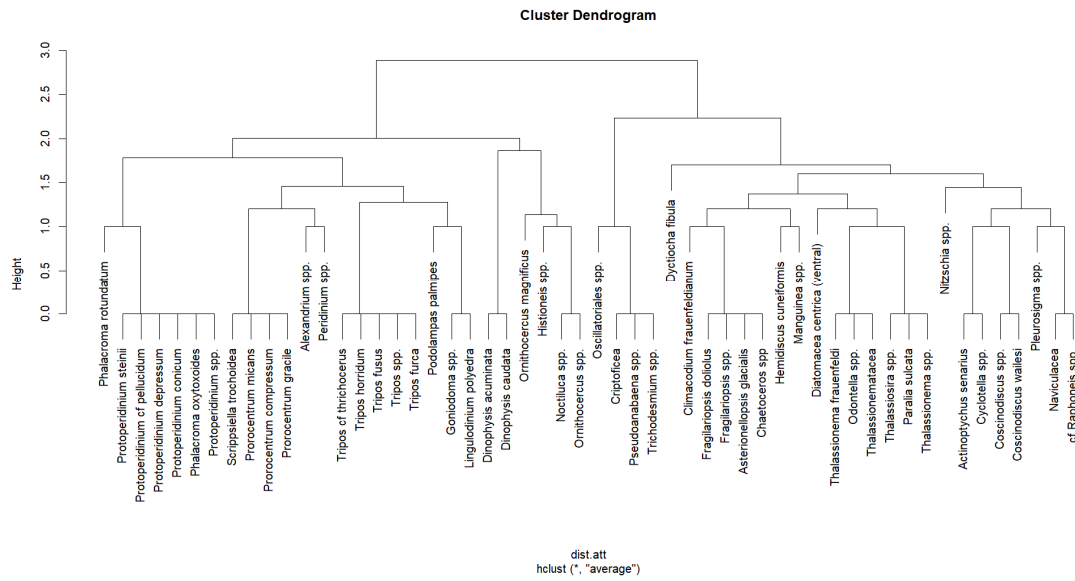 Cluster Dendrogram
Height
3.0
2.5
2.0
1.5
1.0
0.5
0.0
Phalacroma rotundatum
Protoperidinium steinii
Protoperidinium cf pellucidum
Protoperidinium depressum
Protoperidinium conicum
Phalacroma oxytoxoides
Protoperidinium spp.
Scrippsiella trochoidea
Prorocentrum micans
Prorocentrum compressum
Prorocentrum gracile
Alexandrium spp.
Peridinium spp.
Tripos cf thrichocerus
Tripos horridum
Tripos fusus
Tripos spp.
Tripos furca
Podolampas palmpes
Goniodoma spp.
Lingulodinium polyedra
Dinophysis acuminata
Dinophysis caudata
Ornithocercus magnificus
Histioneis spp.
Noctiluca spp.
Ornithocercus spp.
Oscillatoriales spp.
Criptoficea
Pseudoanabaena spp.
Trichodesmium spp.
Dyctiocha fibula
Climacodium frauenfeldianum
Fragilariopsis doliolus
Fragilariopsis spp.
Asterionellopsis glacialis
Chaetoceros spp
Hemidiscus cuneiformis
Manguinea spp.
Diatomacea centrica (ventral)
Thalassionema frauenfeldi
Odontella spp.
Thalassionematacea
Thalassiosira spp.
Paralia sulcata
Thalassionema spp.
Nitzschia spp.
Actinoptychus senarius
Cyclotella spp.
Coscinodiscus spp.
Coscinodiscus wailesi
Pleurosigma spp.
Naviculacea
cf Raphoneis spp
dist.att
hclust (*, "average")